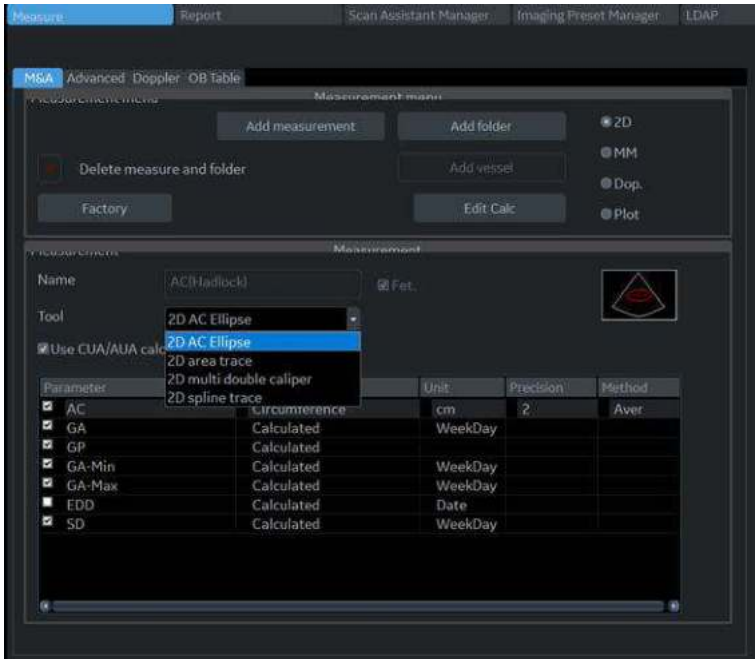 Measure Report Scan Assistant Manager Imaging Preset Manager LDAP
M&A Advanced Doppler OB Table
Measurement menu Measurement menu
Add measurement Add folder 2D
MM
Delete measure and folder Add vessel
Dop.
Factory Edit Calc
Plot
Measurement Measurement
Name AC(Hadlock) Fet.
Tool 2D AC Ellipse
2D AC Ellipse
Use CUA/AUA calc
2D area trace
2D multi double caliper
2D spline trace
Parameter Unit Precision Method
AC Circumference cm 2 Aver
GA Calculated WeekDay
GP Calculated
GA-Min Calculated WeekDay
GA-Max Calculated WeekDay
EDD Calculated Date
SD Calculated WeekDay